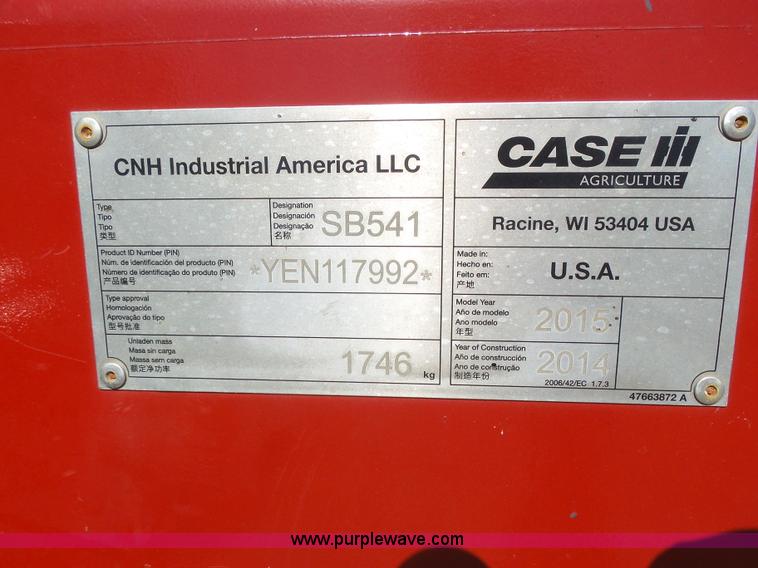 CNH Industrial America LLC
Type
Tipo
Tipo
类型
Designation
Designación
Designação
名称
SB541
Product ID Number (PIN)
Núm. de identificación del producto (PIN)
Número de identificação do produto (PIN)
产品编号
*YEN117992*
Type approval
Homologación
Aprovação do tipo
型号批准
Unladen mass
Masa sin carga
Massa sem carga
额定净功率
1746 kg
CASE IH
AGRICULTURE
Racine, WI 53404 USA
Made in:
Hecho en:
Feito em:
产地
U.S.A.
Model Year
Año de modelo
Ano modelo
年型
2015
Year of Construction
Año de construcción
Ano de construção
制造年份
2014
2006/42/EC 1.7.3
47663872 A
www.purplewave.com